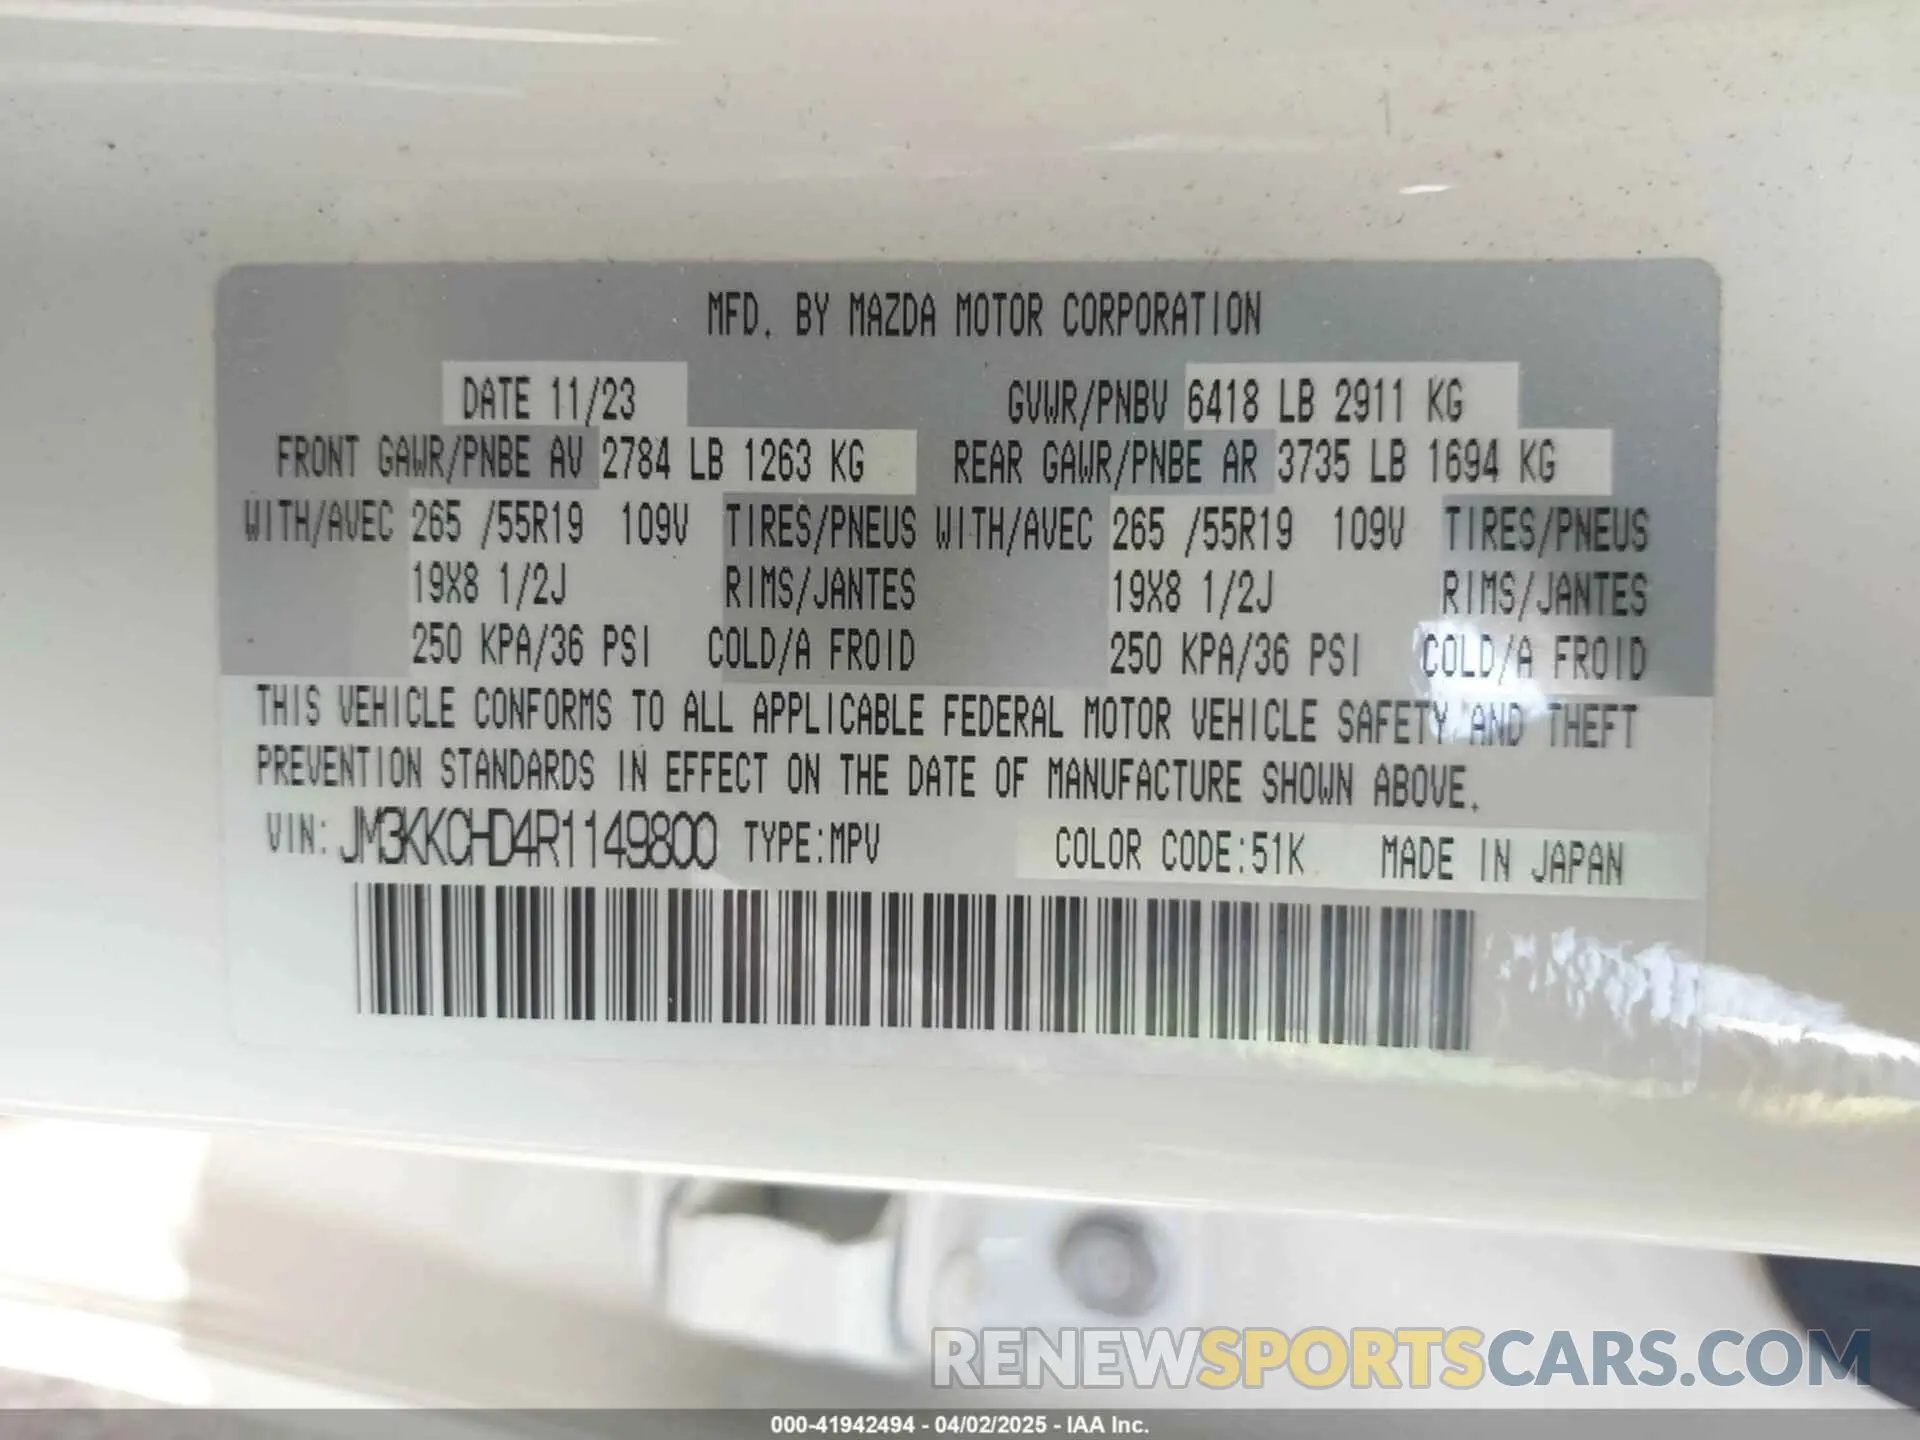 MFD. BY MAZDA MOTOR CORPORATION
DATE 11/23 GVWR/PNBV 6418 LB 2911 KG
FRONT GAWR/PNBE AV 2784 LB 1263 KG REAR GAWR/PNBE AR 3735 LB 1694 KG
WITH/AVEC 265 /55R19 109V TIRES/PNEUS WITH/AVEC 265 /55R19 109V TIRES/PNEUS
19X8 1/2J RIMS/JANTES 19X8 1/2J RIMS/JANTES
250 KPA/36 PSI COLD/A FROID 250 KPA/36 PSI COLD/A FROID
THIS VEHICLE CONFORMS TO ALL APPLICABLE FEDERAL MOTOR VEHICLE SAFETY AND THEFT
PREVENTION STANDARDS IN EFFECT ON THE DATE OF MANUFACTURE SHOWN ABOVE.
VIN: JM3KKCHD4R1149800 TYPE:MPV COLOR CODE:51K MADE IN JAPAN
RENEWSPORTSCARS.COM
000-41942494 - 04/02/2025 - IAA Inc.